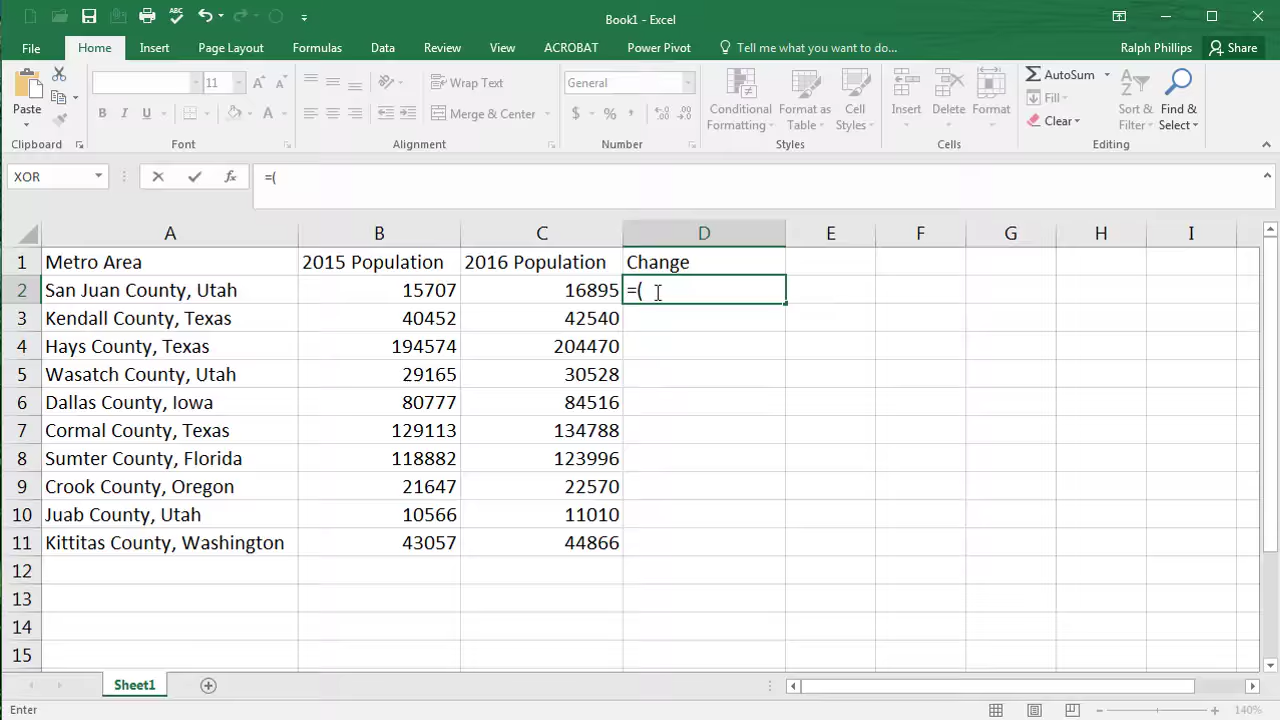 ABC
Book1 - Excel
File Home Insert Page Layout Formulas Data Review View ACROBAT Power Pivot Tell me what you want to do... Ralph Phillips Share
Paste
Clipboard
11 A A
B I U A
Font
Wrap Text
Merge & Center
Alignment
General
$ % ,
Number
Conditional Formatting
Format as Table
Cell Styles
Styles
Insert Delete Format
Cells
AutoSum
Fill
Clear
Sort & Filter
Find & Select
Editing
XOR fx =(
A B C D E F G H I
1 Metro Area 2015 Population 2016 Population Change
2 San Juan County, Utah 15707 16895 =(
3 Kendall County, Texas 40452 42540
4 Hays County, Texas 194574 204470
5 Wasatch County, Utah 29165 30528
6 Dallas County, Iowa 80777 84516
7 Cormal County, Texas 129113 134788
8 Sumter County, Florida 118882 123996
9 Crook County, Oregon 21647 22570
10 Juab County, Utah 10566 11010
11 Kittitas County, Washington 43057 44866
12
13
14
15
Sheet1
Enter 140%